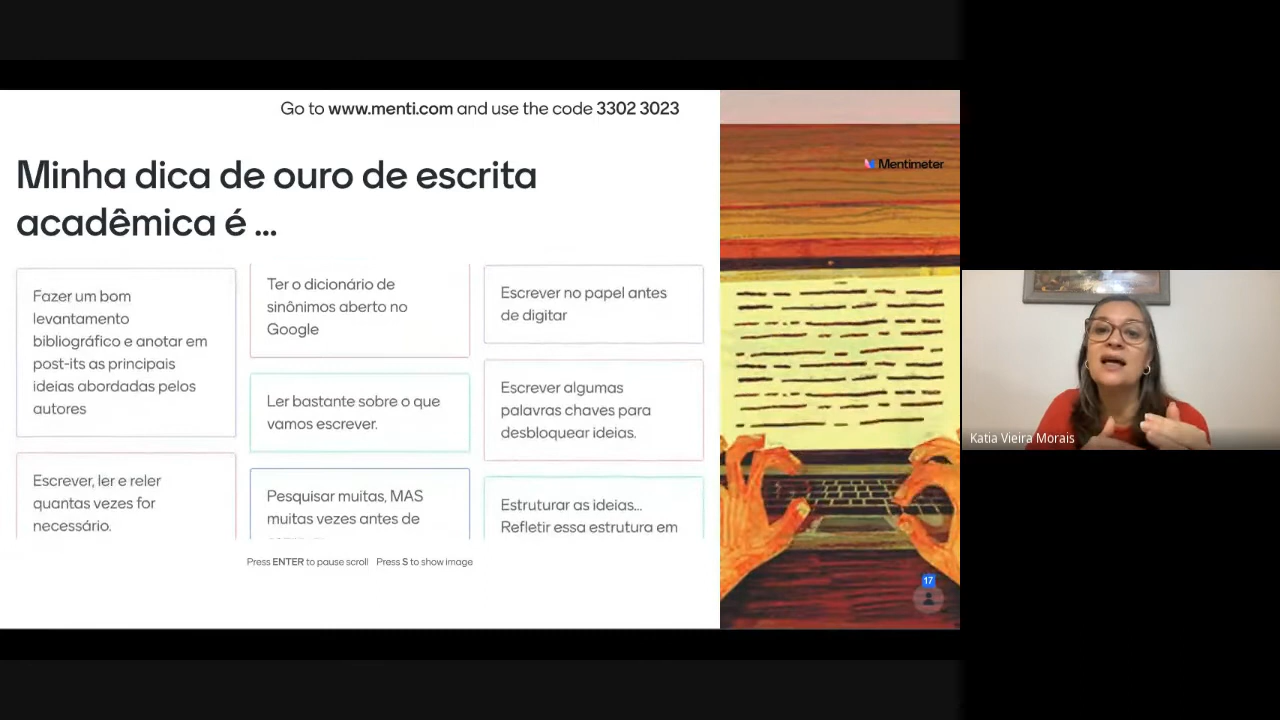 Go to www.menti.com and use the code 3302 3023
Mentimeter
Minha dica de ouro de escrita
acadêmica é ...
Fazer um bom
levantamento
bibliográfico e anotar em
post-its as principais
ideias abordadas pelos
autores
Escrever, ler e reler
quantas vezes for
necessário.
Ter o dicionário de
sinônimos aberto no
Google
Ler bastante sobre o que
vamos escrever.
Pesquisar muitas, MAS
muitas vezes antes de
Escrever no papel antes
de digitar
Escrever algumas
palavras chaves para
desbloquear ideias.
Estruturar as ideias...
Refletir essa estrutura em
Press ENTER to pause scroll Press S to show image
17
Katia Vieira Morais